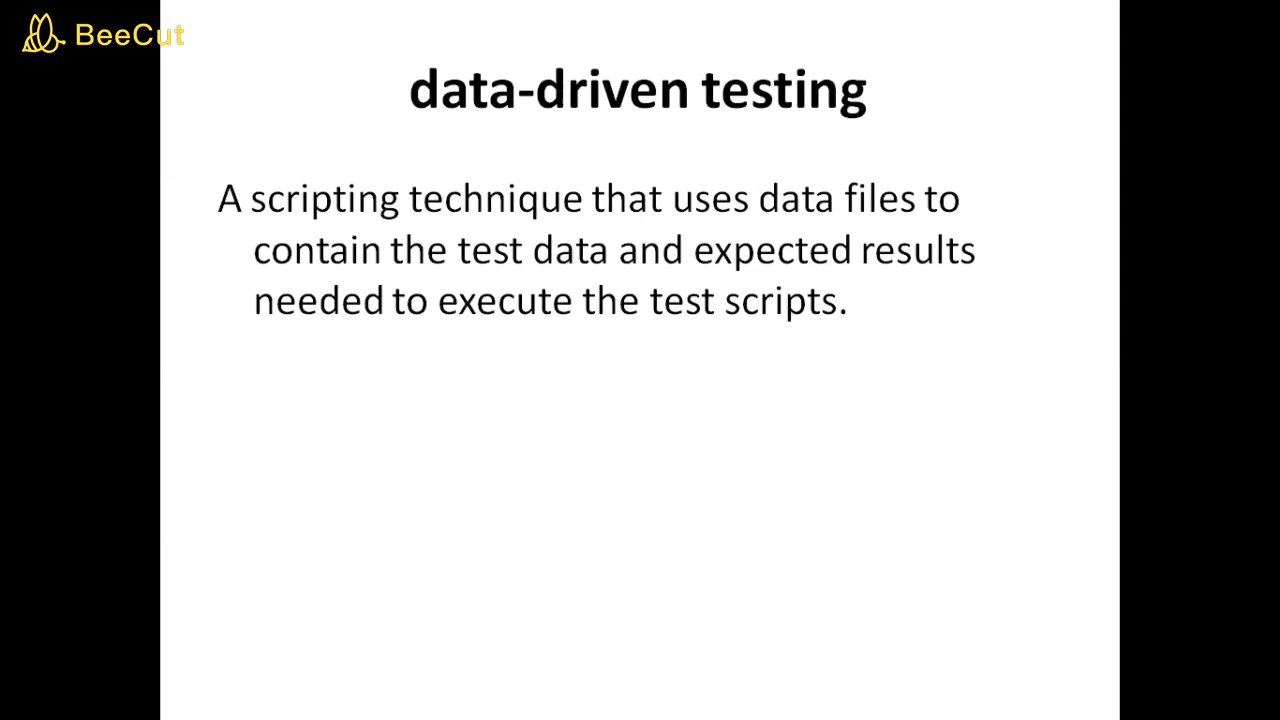 BeeCut
data-driven testing
A scripting technique that uses data files to
contain the test data and expected results
needed to execute the test scripts.